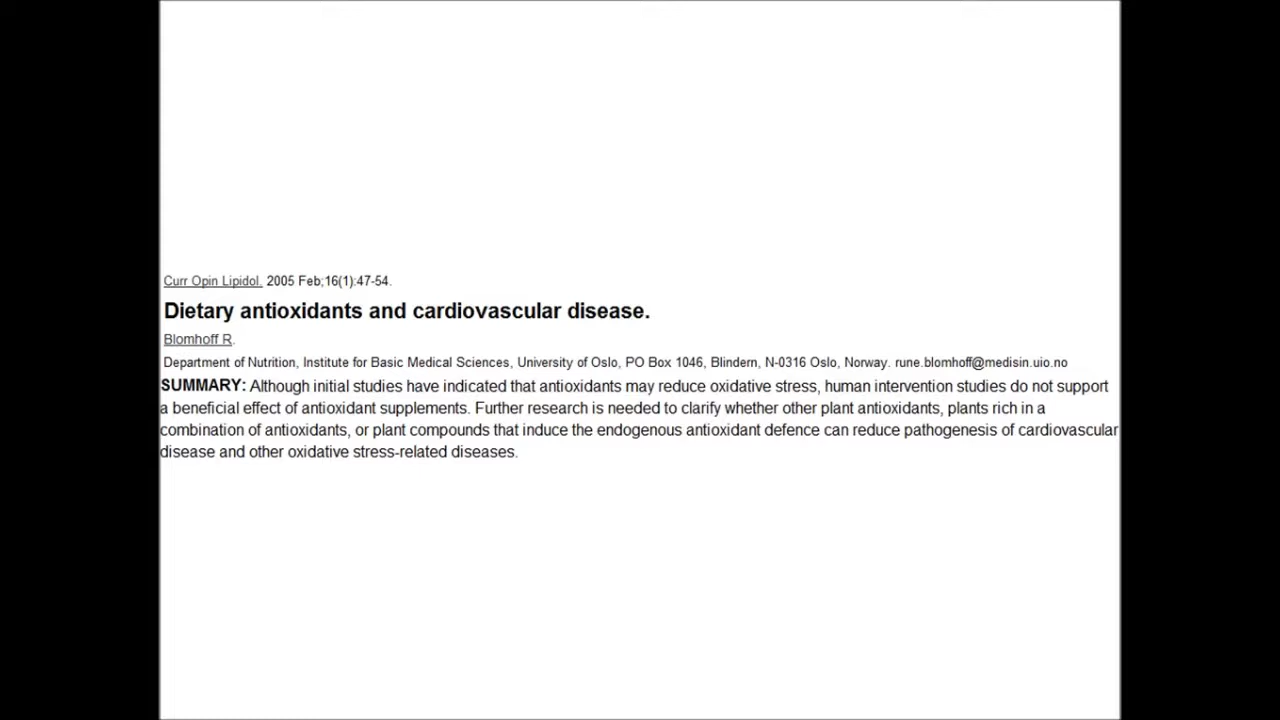 Curr Opin Lipidol. 2005 Feb;16(1):47-54.
Dietary antioxidants and cardiovascular disease.
Blomhoff R.
Department of Nutrition, Institute for Basic Medical Sciences, University of Oslo, PO Box 1046, Blindern, N-0316 Oslo, Norway. rune.blomhoff@medisin.uio.no
SUMMARY: Although initial studies have indicated that antioxidants may reduce oxidative stress, human intervention studies do not support
a beneficial effect of antioxidant supplements. Further research is needed to clarify whether other plant antioxidants, plants rich in a
combination of antioxidants, or plant compounds that induce the endogenous antioxidant defence can reduce pathogenesis of cardiovascular
disease and other oxidative stress-related diseases.